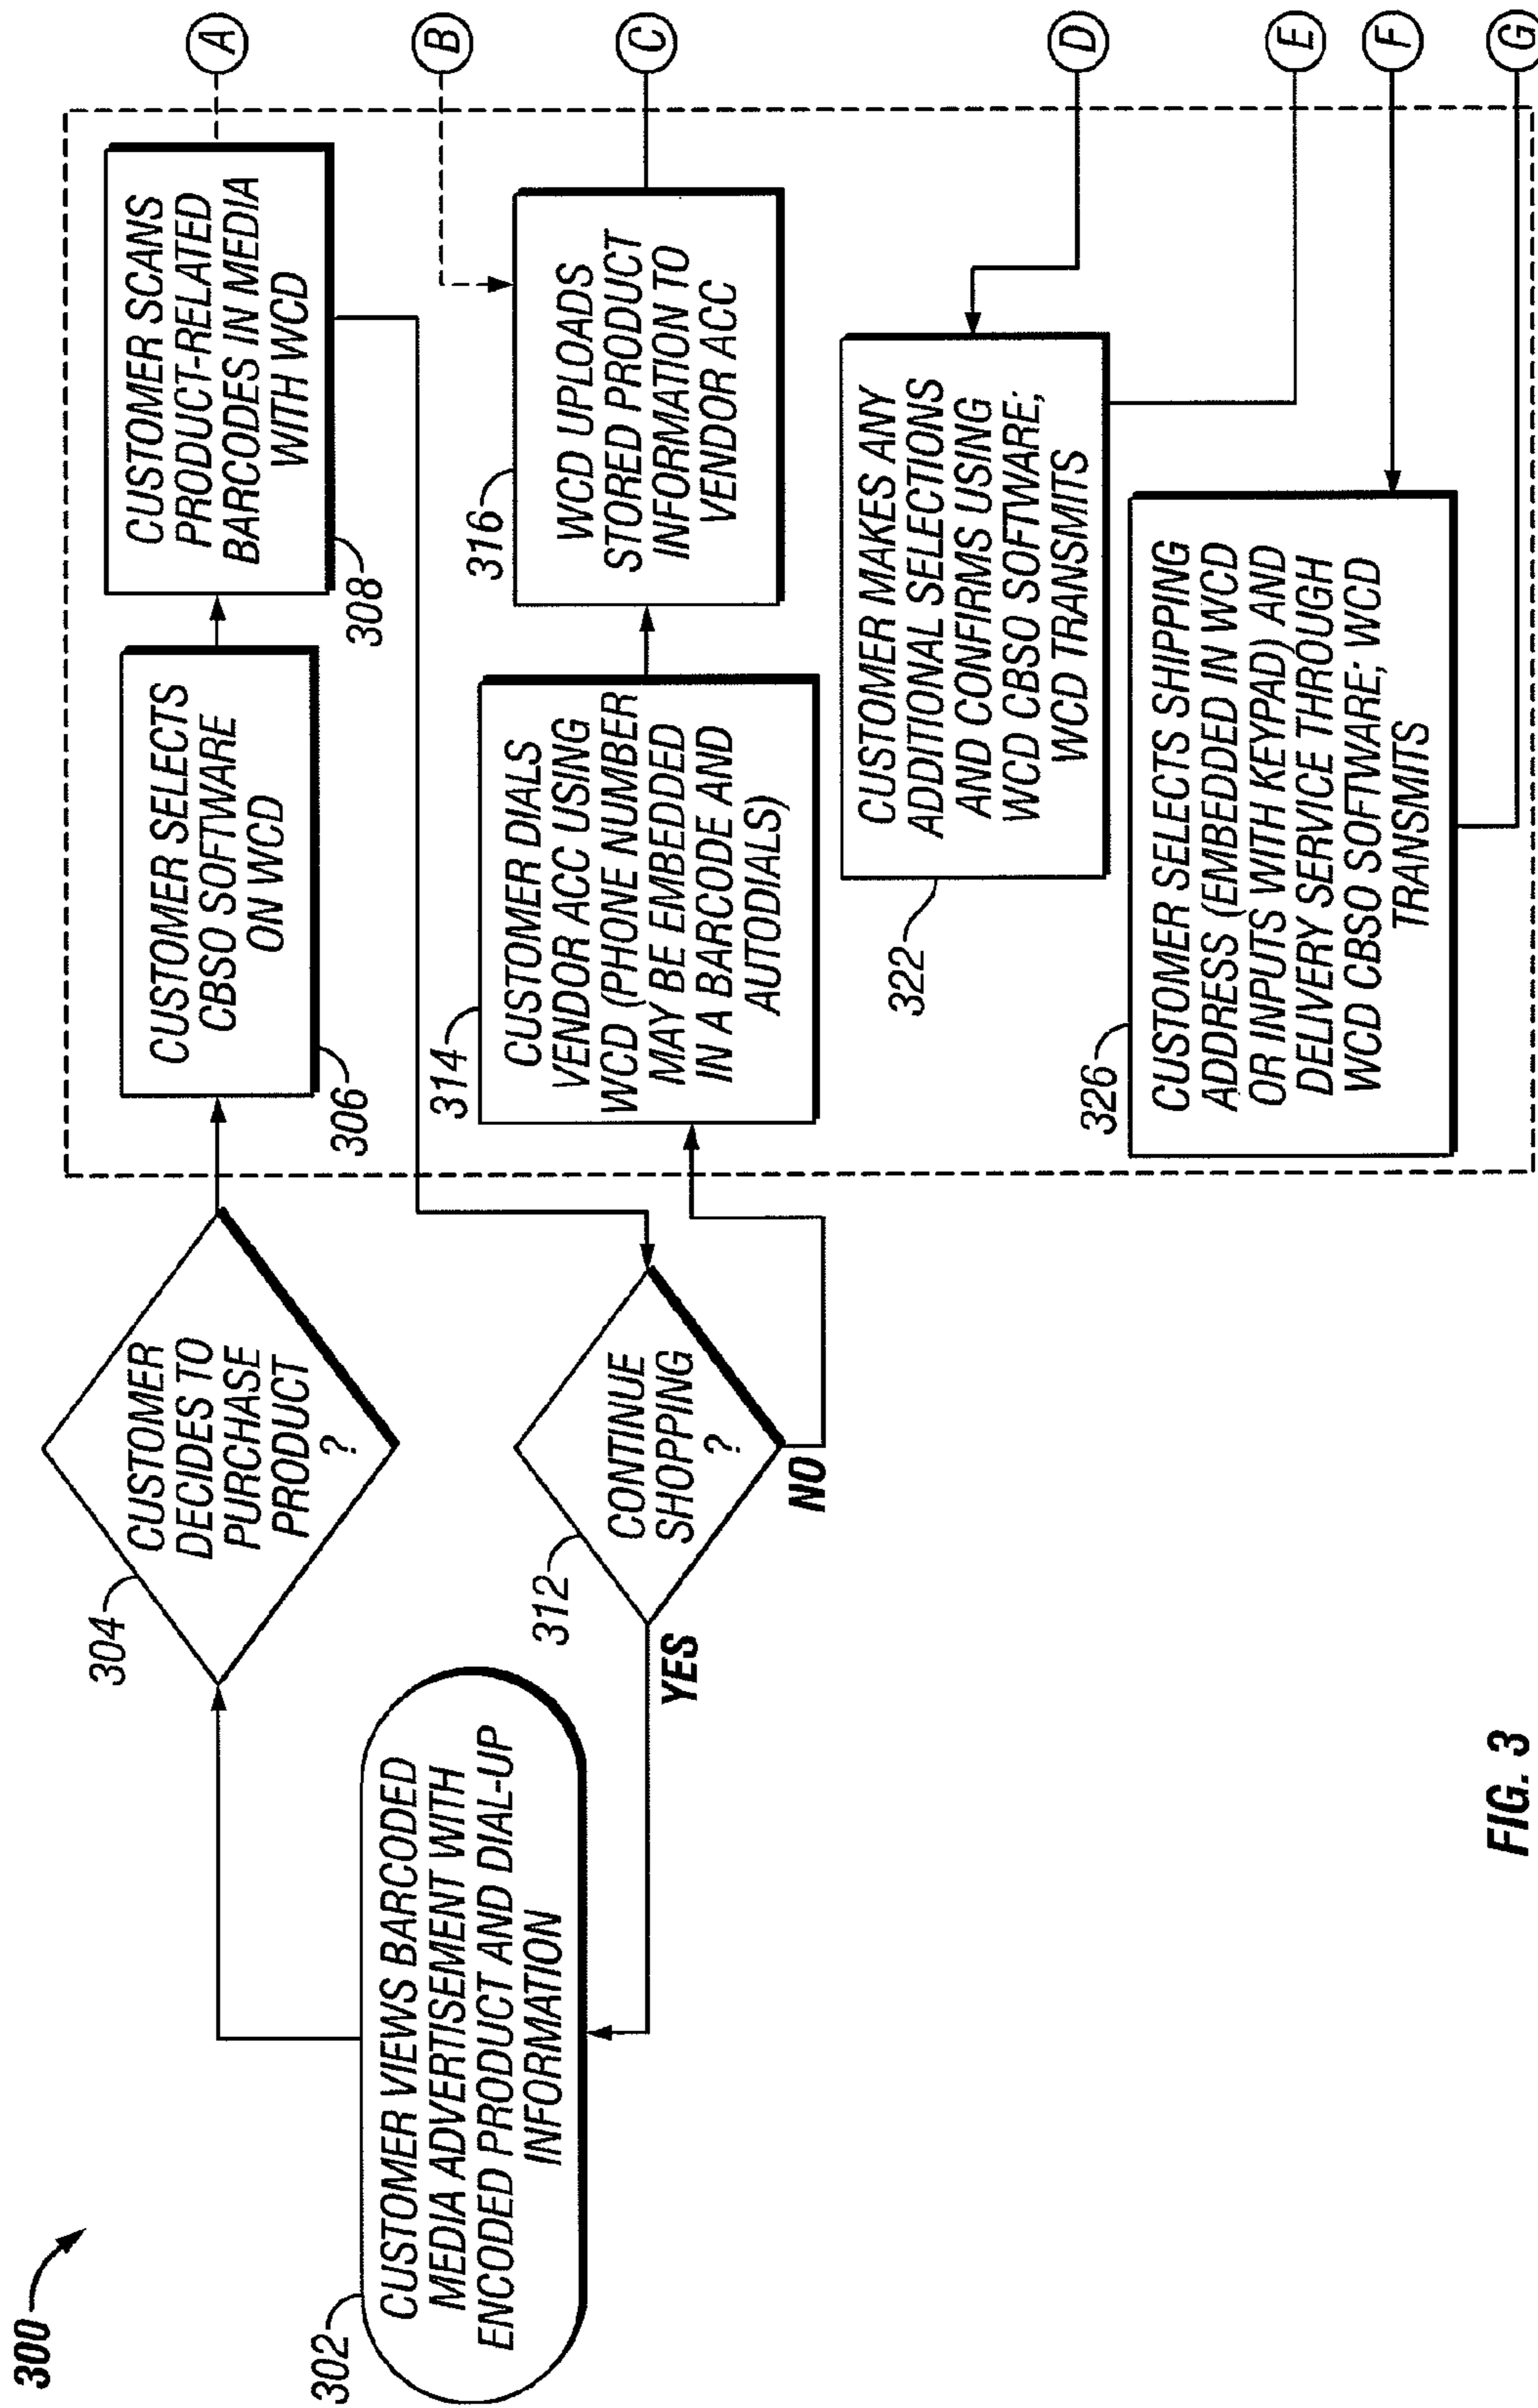 300
302
CUSTOMER VIEWS BARCODED
MEDIA ADVERTISEMENT WITH
ENCODED PRODUCT AND DIAL-UP
INFORMATION
304
CUSTOMER
DECIDES TO
PURCHASE
PRODUCT
?
306
CUSTOMER SELECTS
CBSO SOFTWARE
ON WCD
308
CUSTOMER SCANS
PRODUCT-RELATED
BARCODES IN MEDIA
WITH WCD
A
B
312
CONTINUE
SHOPPING
?
YES
NO
314
CUSTOMER DIALS
VENDOR ACC USING
WCD (PHONE NUMBER
MAY BE EMBEDDED
IN A BARCODE AND
AUTODIALS)
316
WCD UPLOADS
STORED PRODUCT
INFORMATION TO
VENDOR ACC
C
322
CUSTOMER MAKES ANY
ADDITIONAL SELECTIONS
AND CONFIRMS USING
WCD CBSO SOFTWARE;
WCD TRANSMITS
D
E
326
CUSTOMER SELECTS SHIPPING
ADDRESS (EMBEDDED IN WCD
OR INPUTS WITH KEYPAD) AND
DELIVERY SERVICE THROUGH
WCD CBSO SOFTWARE; WCD
TRANSMITS
F
G
FIG. 3